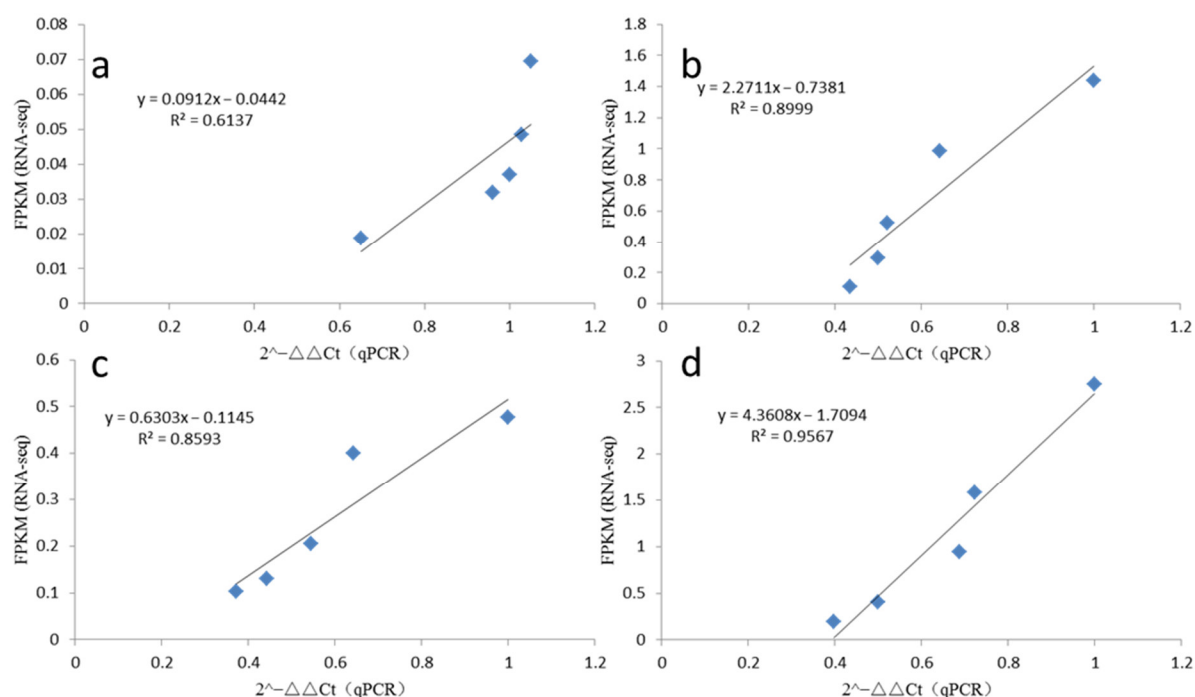 a
y = 0.0912x – 0.0442
R² = 0.6137
FPKM (RNA-seq)
0.08
0.07
0.06
0.05
0.04
0.03
0.02
0.01
0
0 0.2 0.4 0.6 0.8 1 1.2
2^–△△Ct（qPCR）
b
y = 2.2711x – 0.7381
R² = 0.8999
FPKM (RNA-seq)
1.8
1.6
1.4
1.2
1
0.8
0.6
0.4
0.2
0
0 0.2 0.4 0.6 0.8 1 1.2
2^–△△Ct（qPCR）
c
y = 0.6303x – 0.1145
R² = 0.8593
FPKM (RNA-seq)
0.6
0.5
0.4
0.3
0.2
0.1
0
0 0.2 0.4 0.6 0.8 1 1.2
2^–△△Ct（qPCR）
d
y = 4.3608x – 1.7094
R² = 0.9567
FPKM (RNA-seq)
3
2.5
2
1.5
1
0.5
0
0 0.2 0.4 0.6 0.8 1 1.2
2^–△△Ct（qPCR）